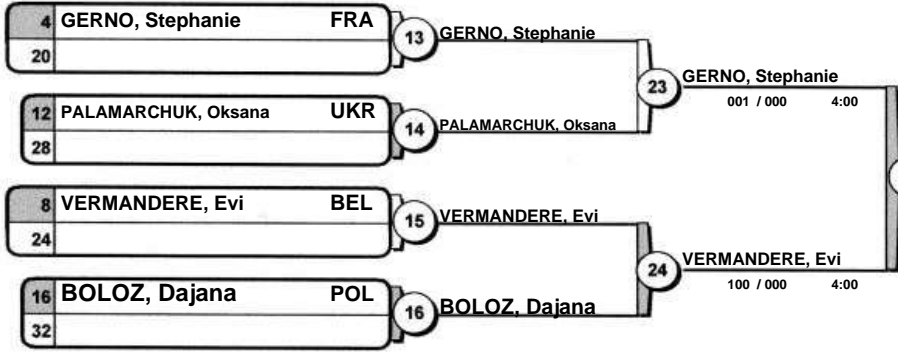 4 GERNO, Stephanie FRA
20
13 GERNO, Stephanie
12 PALAMARCHUK, Oksana UKR
28
14 PALAMARCHUK, Oksana
23 GERNO, Stephanie
001 / 000 4:00
8 VERMANDERE, Evi BEL
24
15 VERMANDERE, Evi
16 BOLOZ, Dajana POL
32
16 BOLOZ, Dajana
24 VERMANDERE, Evi
100 / 000 4:00